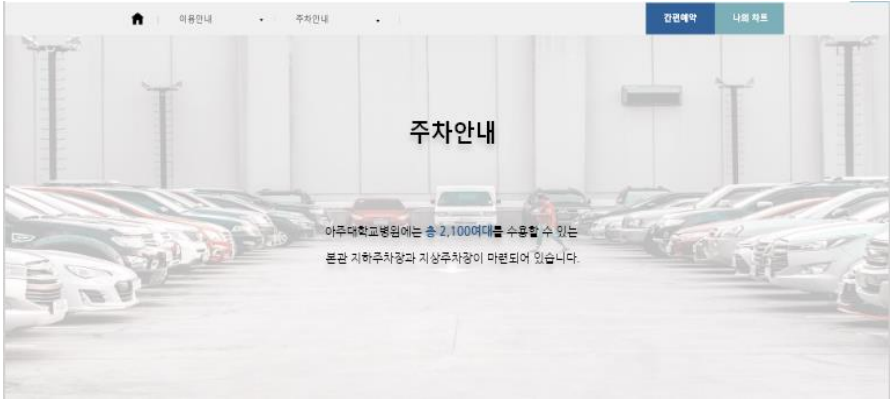 이용안내
주차안내
간편예약
나의 차트
주차안내
아주대학교병원에는 총 2,100여대를 수용할 수 있는
본관 지하주차장과 지상주차장이 마련되어 있습니다.